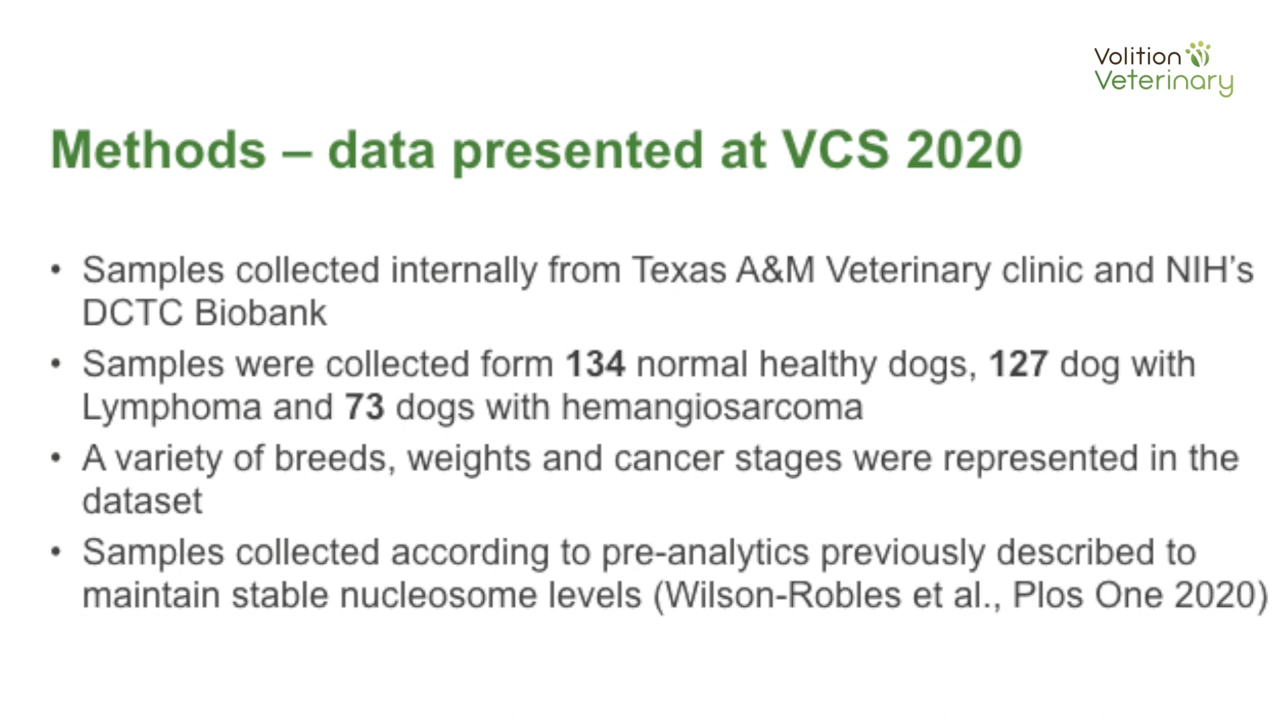 Volition
Veterinary
Methods – data presented at VCS 2020
• Samples collected internally from Texas A&M Veterinary clinic and NIH’s
DCTC Biobank
• Samples were collected form 134 normal healthy dogs, 127 dog with
Lymphoma and 73 dogs with hemangiosarcoma
• A variety of breeds, weights and cancer stages were represented in the
dataset
• Samples collected according to pre-analytics previously described to
maintain stable nucleosome levels (Wilson-Robles et al., Plos One 2020)